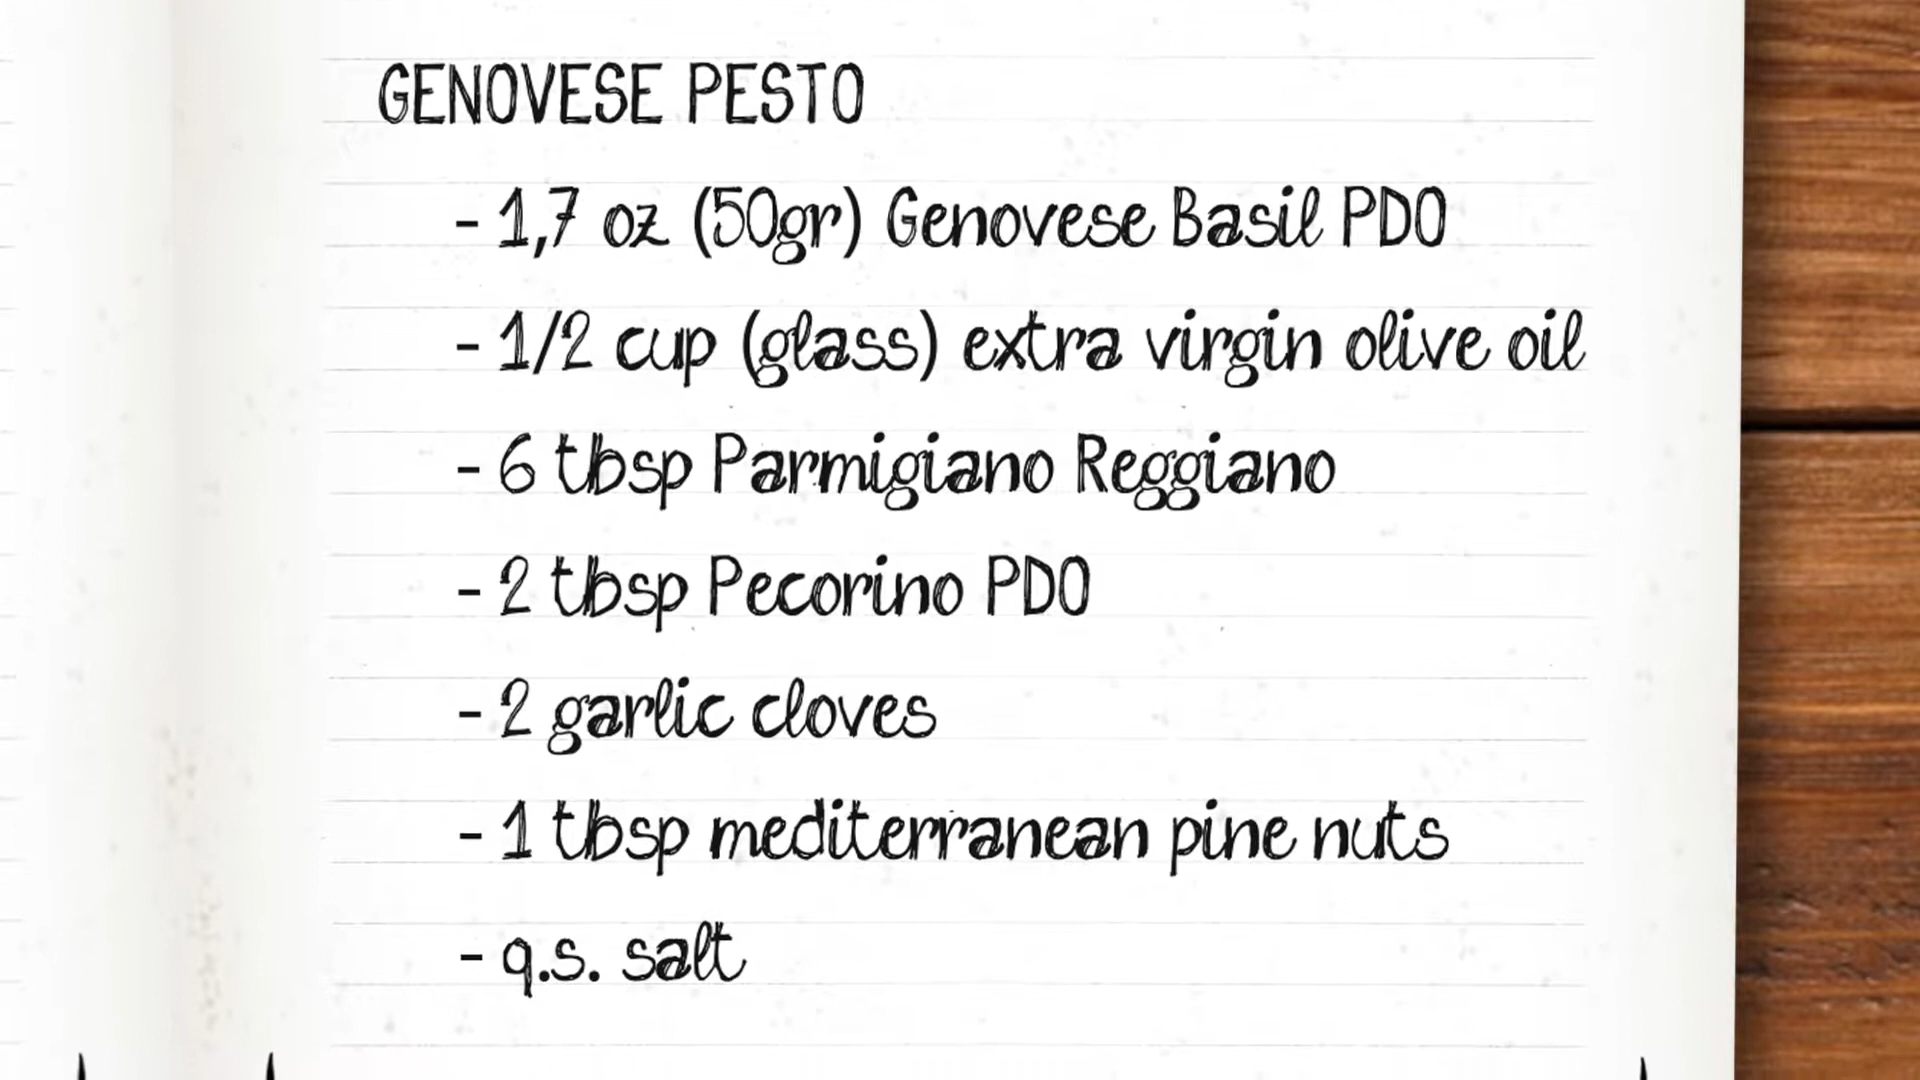 GENOVESE PESTO
- 1,7 oz (50gr) Genovese Basil PDO
- 1/2 cup (glass) extra virgin olive oil
- 6 tbsp Parmigiano Reggiano
- 2 tbsp Pecorino PDO
- 2 garlic cloves
- 1 tbsp mediterranean pine nuts
- q.s. salt